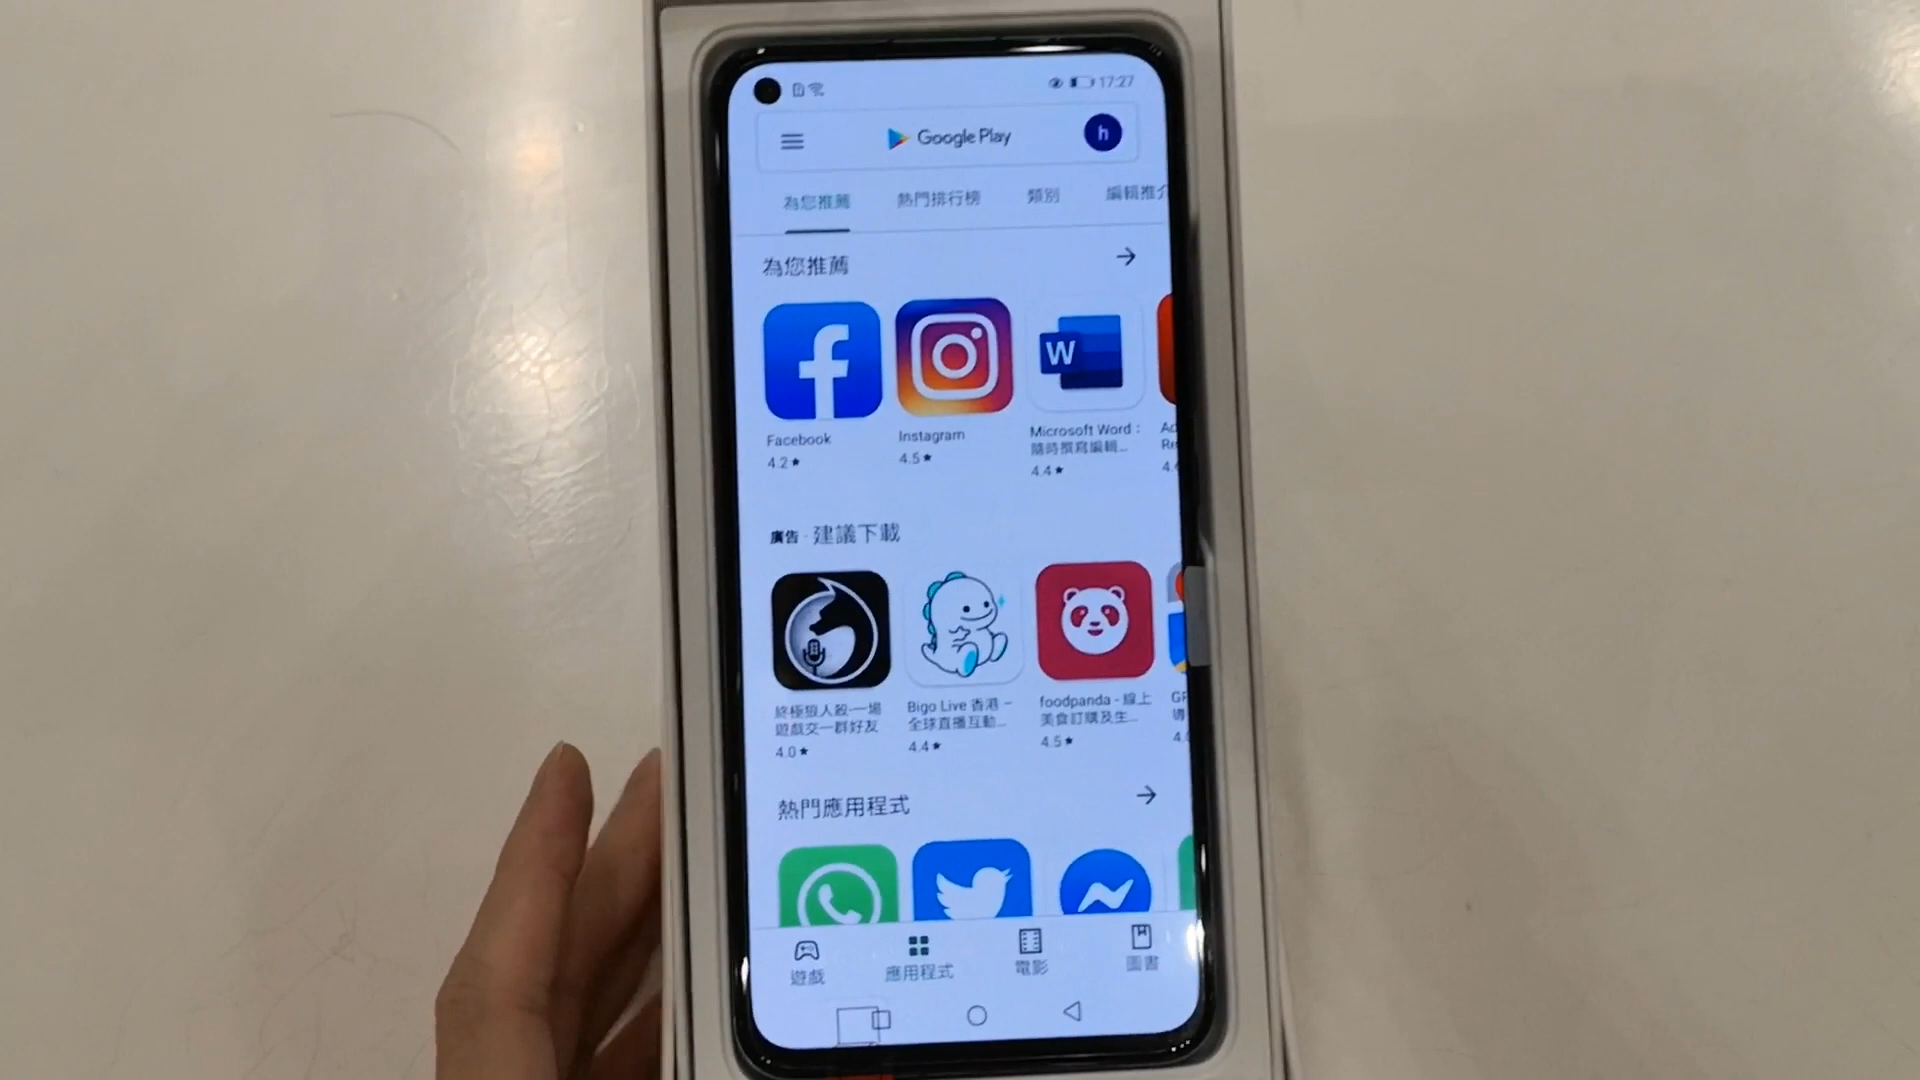 17:27
Google Play
h
為您推薦 熱門排行榜 類別 編輯推介
為您推薦
W
Facebook
4.2★
Instagram
4.5★
Microsoft Word：
隨時撰寫編輯...
4.4★
廣告 · 建議下載
終極狼人殺-一場
遊戲交一群好友
4.0★
Bigo Live 香港 –
全球直播互動...
4.4★
foodpanda - 線上
美食訂購及生...
4.5★
熱門應用程式
遊戲 應用程式 電影 圖書